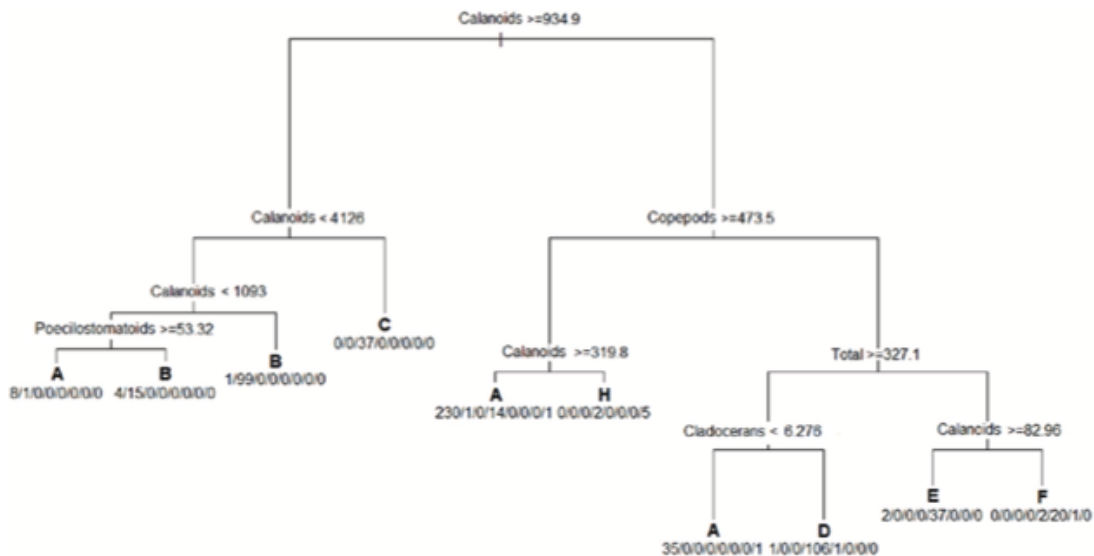 Calanoids >=934.9
Calanoids < 4126
Copepods >=473.5
Calanoids < 1093
C
0/0/37/0/0/0/0/0
Poecilostomatoids >=53.32
A
8/1/0/0/0/0/0/0
B
4/15/0/0/0/0/0/0
B
1/99/0/0/0/0/0/0
Calanoids >=319.8
Total >=327.1
A
230/1/0/14/0/0/0/1
H
0/0/0/2/0/0/0/5
Cladocerans < 6.276
Calanoids >=82.96
A
35/0/0/0/0/0/0/1
D
1/0/0/106/1/0/0/0
E
2/0/0/0/37/0/0/0
F
0/0/0/0/2/20/1/0